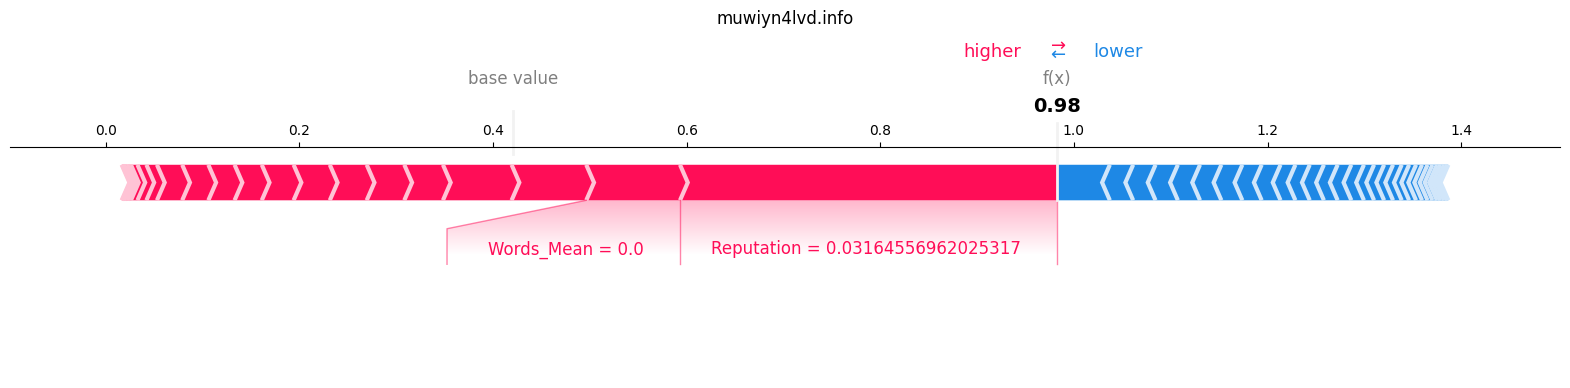 muwiyn4lvd.info
higher → ← lower
base value f(x)
0.98
0.0 0.2 0.4 0.6 0.8 1.0 1.2 1.4
Words_Mean = 0.0 Reputation = 0.03164556962025317